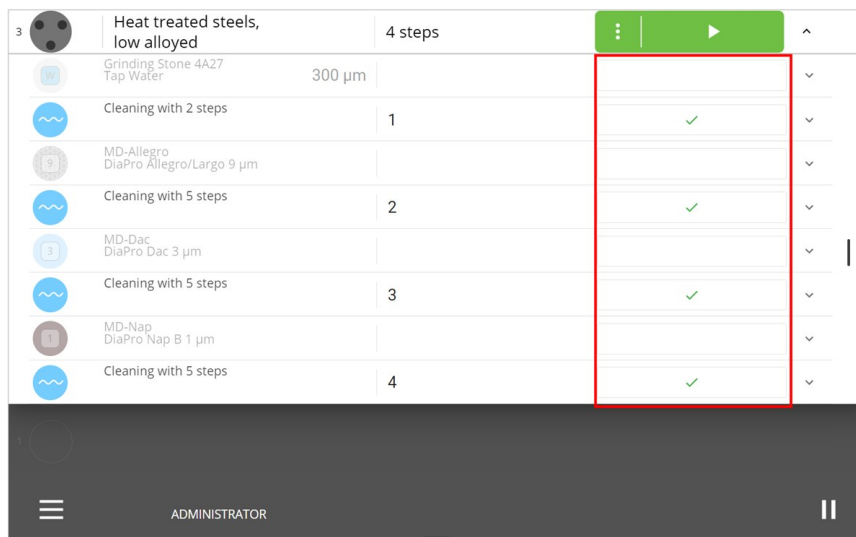 3
Heat treated steels,
low alloyed
4 steps
W
Grinding Stone 4A27
Tap Water
300 µm
Cleaning with 2 steps
1
9
MD-Allegro
DiaPro Allegro/Largo 9 µm
Cleaning with 5 steps
2
3
MD-Dac
DiaPro Dac 3 µm
Cleaning with 5 steps
3
1
MD-Nap
DiaPro Nap B 1 µm
Cleaning with 5 steps
4
1
ADMINISTRATOR